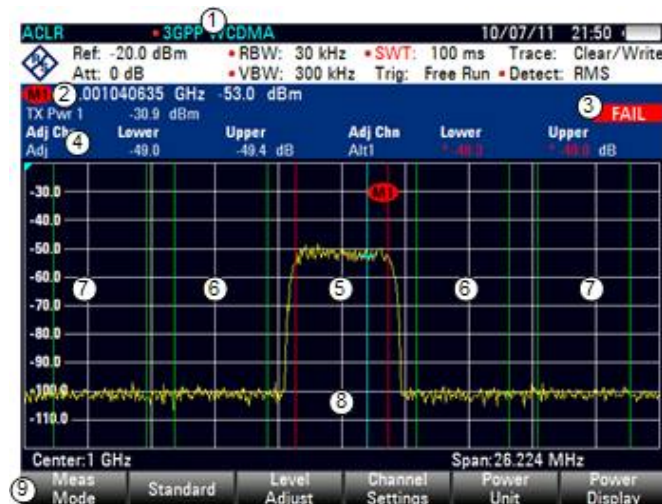 1
ACLR • 3GPP WCDMA 10/07/11 21:50
Ref: -20.0 dBm • RBW: 30 kHz • SWT: 100 ms Trace: Clear/Write
Att: 0 dB • VBW: 300 kHz Trig: Free Run • Detect: RMS
M1 2 .001040635 GHz -53.0 dBm
TX Pwr 1 -30.9 dBm 3 FAIL
Adj Chn Lower Upper Adj Chn Lower Upper
4
Adj -49.0 -49.4 dB Alt1 dB
M1
-30.0
-40.0
-50.0
-60.0
7 6 5 6 7
-70.0
-80.0
-90.0
-100.0
8
-110.0
Center:1 GHz Span:26.224 MHz
9 Meas Mode Standard Level Adjust Channel Settings Power Unit Power Display